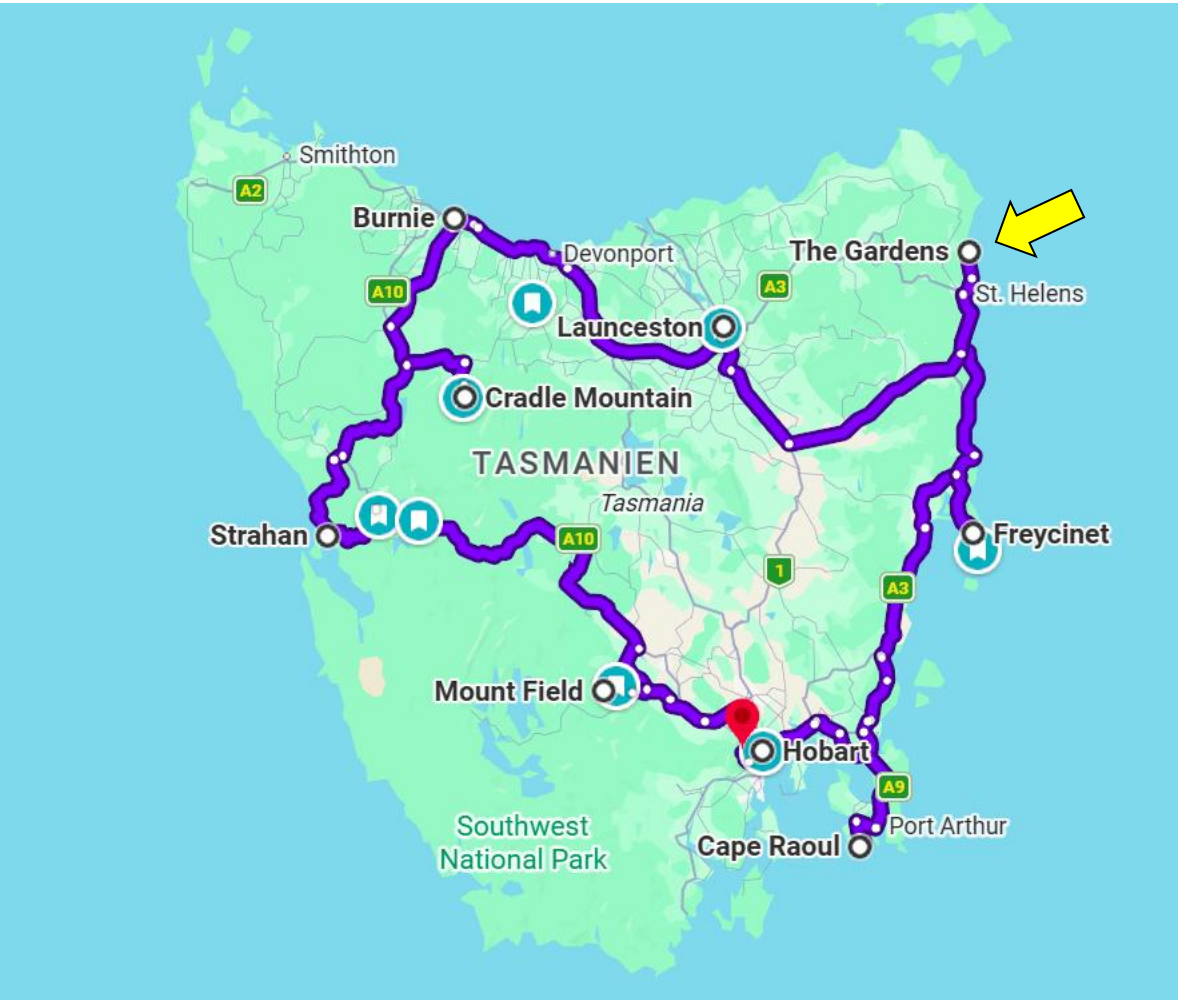 Smithton
A2
Burnie
Devonport
The Gardens
A10
A3
St. Helens
Launceston
Cradle Mountain
TASMANIEN
Tasmania
Strahan
A10
Freycinet
1
A3
Mount Field
Hobart
A9
Southwest
National Park
Port Arthur
Cape Raoul